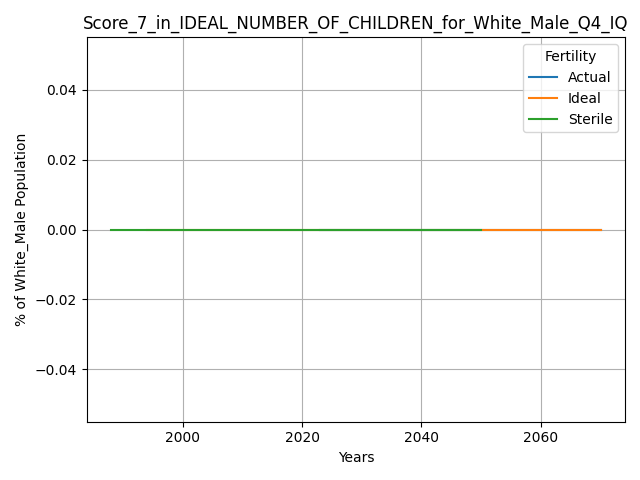 Score_7_in_IDEAL_NUMBER_OF_CHILDREN_for_White_Male_Q4_IQ
Fertility
Actual
Ideal
Sterile
% of White_Male Population
0.04
0.02
0.00
−0.02
−0.04
2000 2020 2040 2060
Years